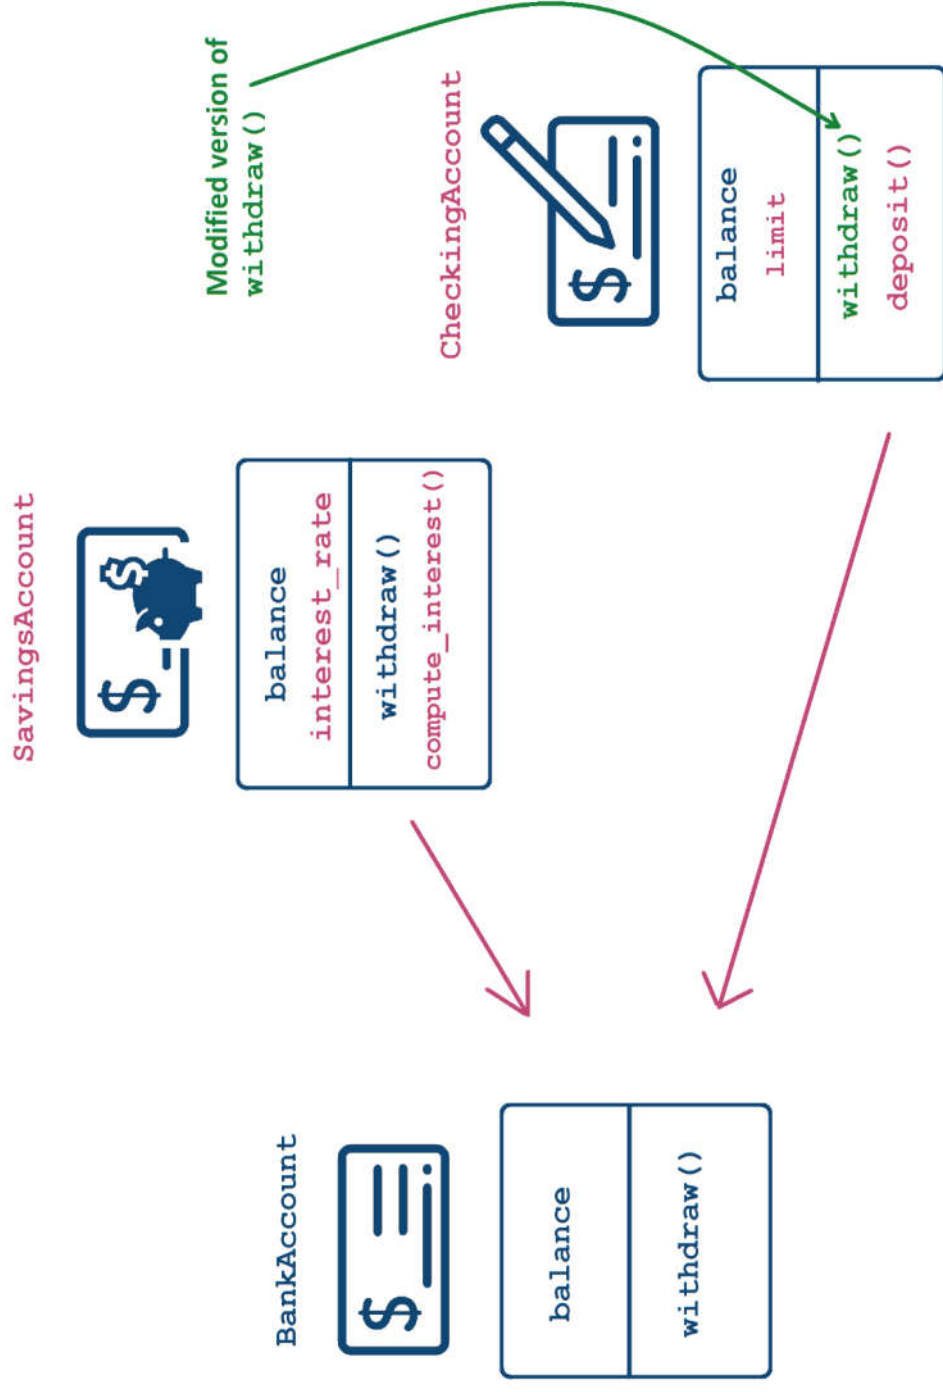 BankAccount
$
balance
withdraw()
SavingsAccount
$
$
balance
interest_rate
withdraw()
compute_interest()
Modified version of
withdraw()
CheckingAccount
$
balance
limit
withdraw()
deposit()